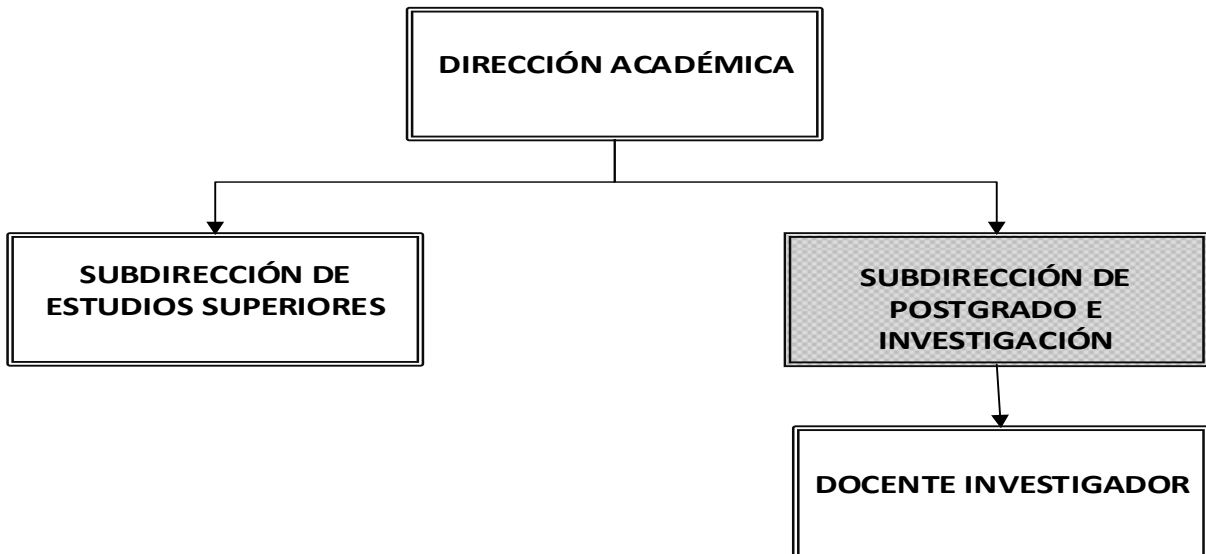 DIRECCIÓN ACADÉMICA
SUBDIRECCIÓN DE
ESTUDIOS SUPERIORES
SUBDIRECCIÓN DE
POSTGRADO E
INVESTIGACIÓN
DOCENTE INVESTIGADOR